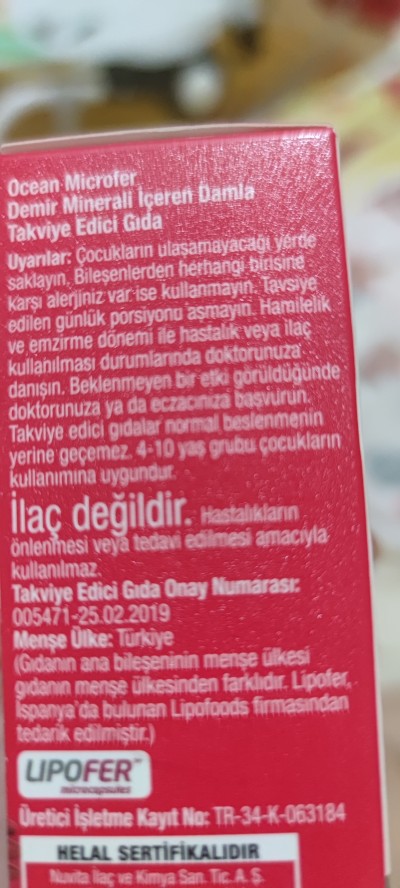 Ocean Microfer
Demir Minerali İçeren Damla
Takviye Edici Gıda
Uyarılar: Çocukların ulaşamayacağı yerde
saklayın. Bileşenlerden herhangi birisine
karşı alerjiniz var ise kullanmayın. Tavsiye
edilen günlük porsiyonu aşmayın. Hamilelik
ve emzirme dönemi ile hastalık veya ilaç
kullanılması durumlarında doktorunuza
danışın. Beklenmeyen bir etki görüldüğünde
doktorunuza ya da eczacınıza başvurun.
Takviye edici gıdalar normal beslenmenin
yerine geçemez. 4-10 yaş grubu çocukların
kullanımına uygundur.
İlaç değildir. Hastalıkların
önlenmesi veya tedavi edilmesi amacıyla
kullanılmaz.
Takviye Edici Gıda Onay Numarası:
005471-25.02.2019
Menşe Ülke: Türkiye
(Gıdanın ana bileşeninin menşe ülkesi
gıdanın menşe ülkesinden farklıdır. Lipofer,
İspanya'da bulunan Lipofoods firmasından
tedarik edilmiştir.)
LIPOFER™
microcapsules
Üretici İşletme Kayıt No: TR-34-K-063184
HELAL SERTİFİKALIDIR
Nuvita İlaç ve Kimya San. Tic. A.Ş.